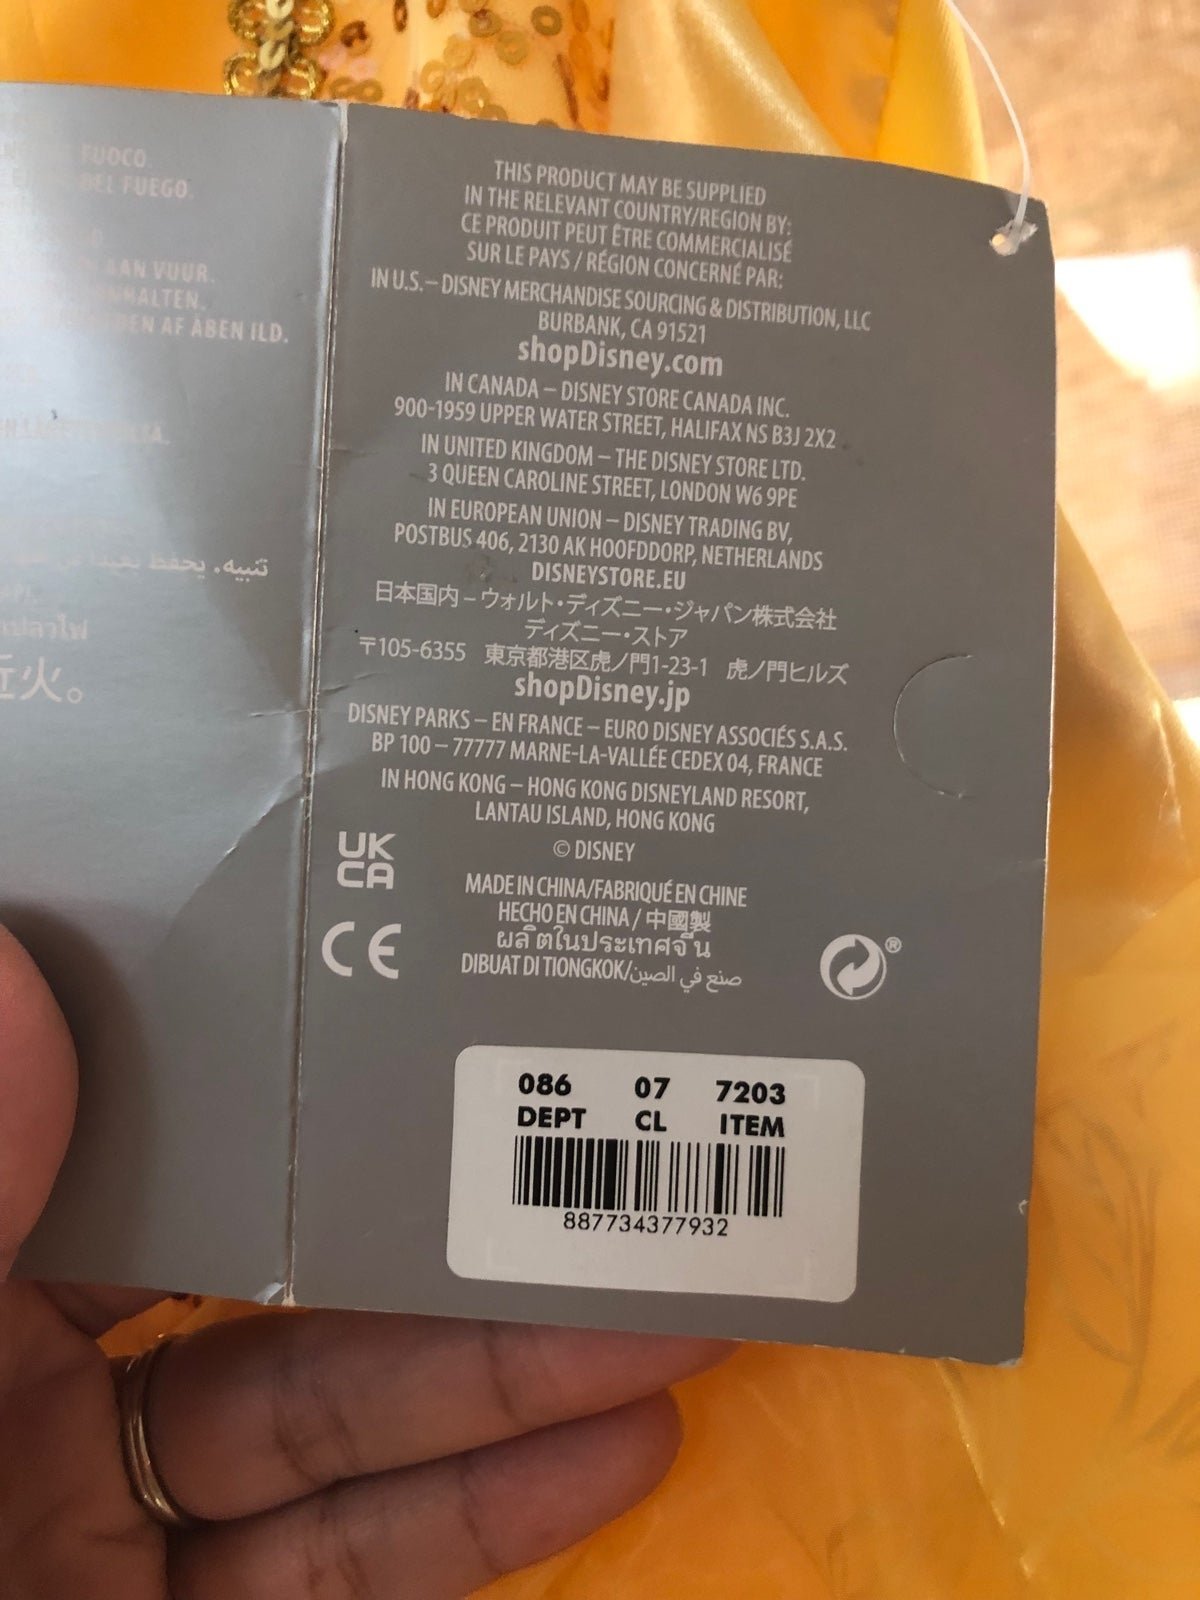 FUOCO.
DEL FUEGO.
AAN VUUR.
AF ÅBEN ILD.
تنبيه. يحفظ بعيدا
火。
THIS PRODUCT MAY BE SUPPLIED
IN THE RELEVANT COUNTRY/REGION BY:
CE PRODUIT PEUT ÊTRE COMMERCIALISÉ
SUR LE PAYS / RÉGION CONCERNÉ PAR:
IN U.S. – DISNEY MERCHANDISE SOURCING & DISTRIBUTION, LLC
BURBANK, CA 91521
shopDisney.com
IN CANADA – DISNEY STORE CANADA INC.
900-1959 UPPER WATER STREET, HALIFAX NS B3J 2X2
IN UNITED KINGDOM – THE DISNEY STORE LTD.
3 QUEEN CAROLINE STREET, LONDON W6 9PE
IN EUROPEAN UNION – DISNEY TRADING BV,
POSTBUS 406, 2130 AK HOOFDDORP, NETHERLANDS
DISNEYSTORE.EU
日本国内 – ウォルト・ディズニー・ジャパン株式会社
ディズニー・ストア
〒105-6355 東京都港区虎ノ門1-23-1 虎ノ門ヒルズ
shopDisney.jp
DISNEY PARKS – EN FRANCE – EURO DISNEY ASSOCIÉS S.A.S.
BP 100 – 77777 MARNE-LA-VALLÉE CEDEX 04, FRANCE
IN HONG KONG – HONG KONG DISNEYLAND RESORT,
LANTAU ISLAND, HONG KONG
© DISNEY
UK
CA
CE
MADE IN CHINA/FABRIQUÉ EN CHINE
HECHO EN CHINA / 中國製
ผลิตในประเทศจีน
DIBUAT DI TIONGKOK/صنع في الصين
®
086 07 7203
DEPT CL ITEM
887734377932